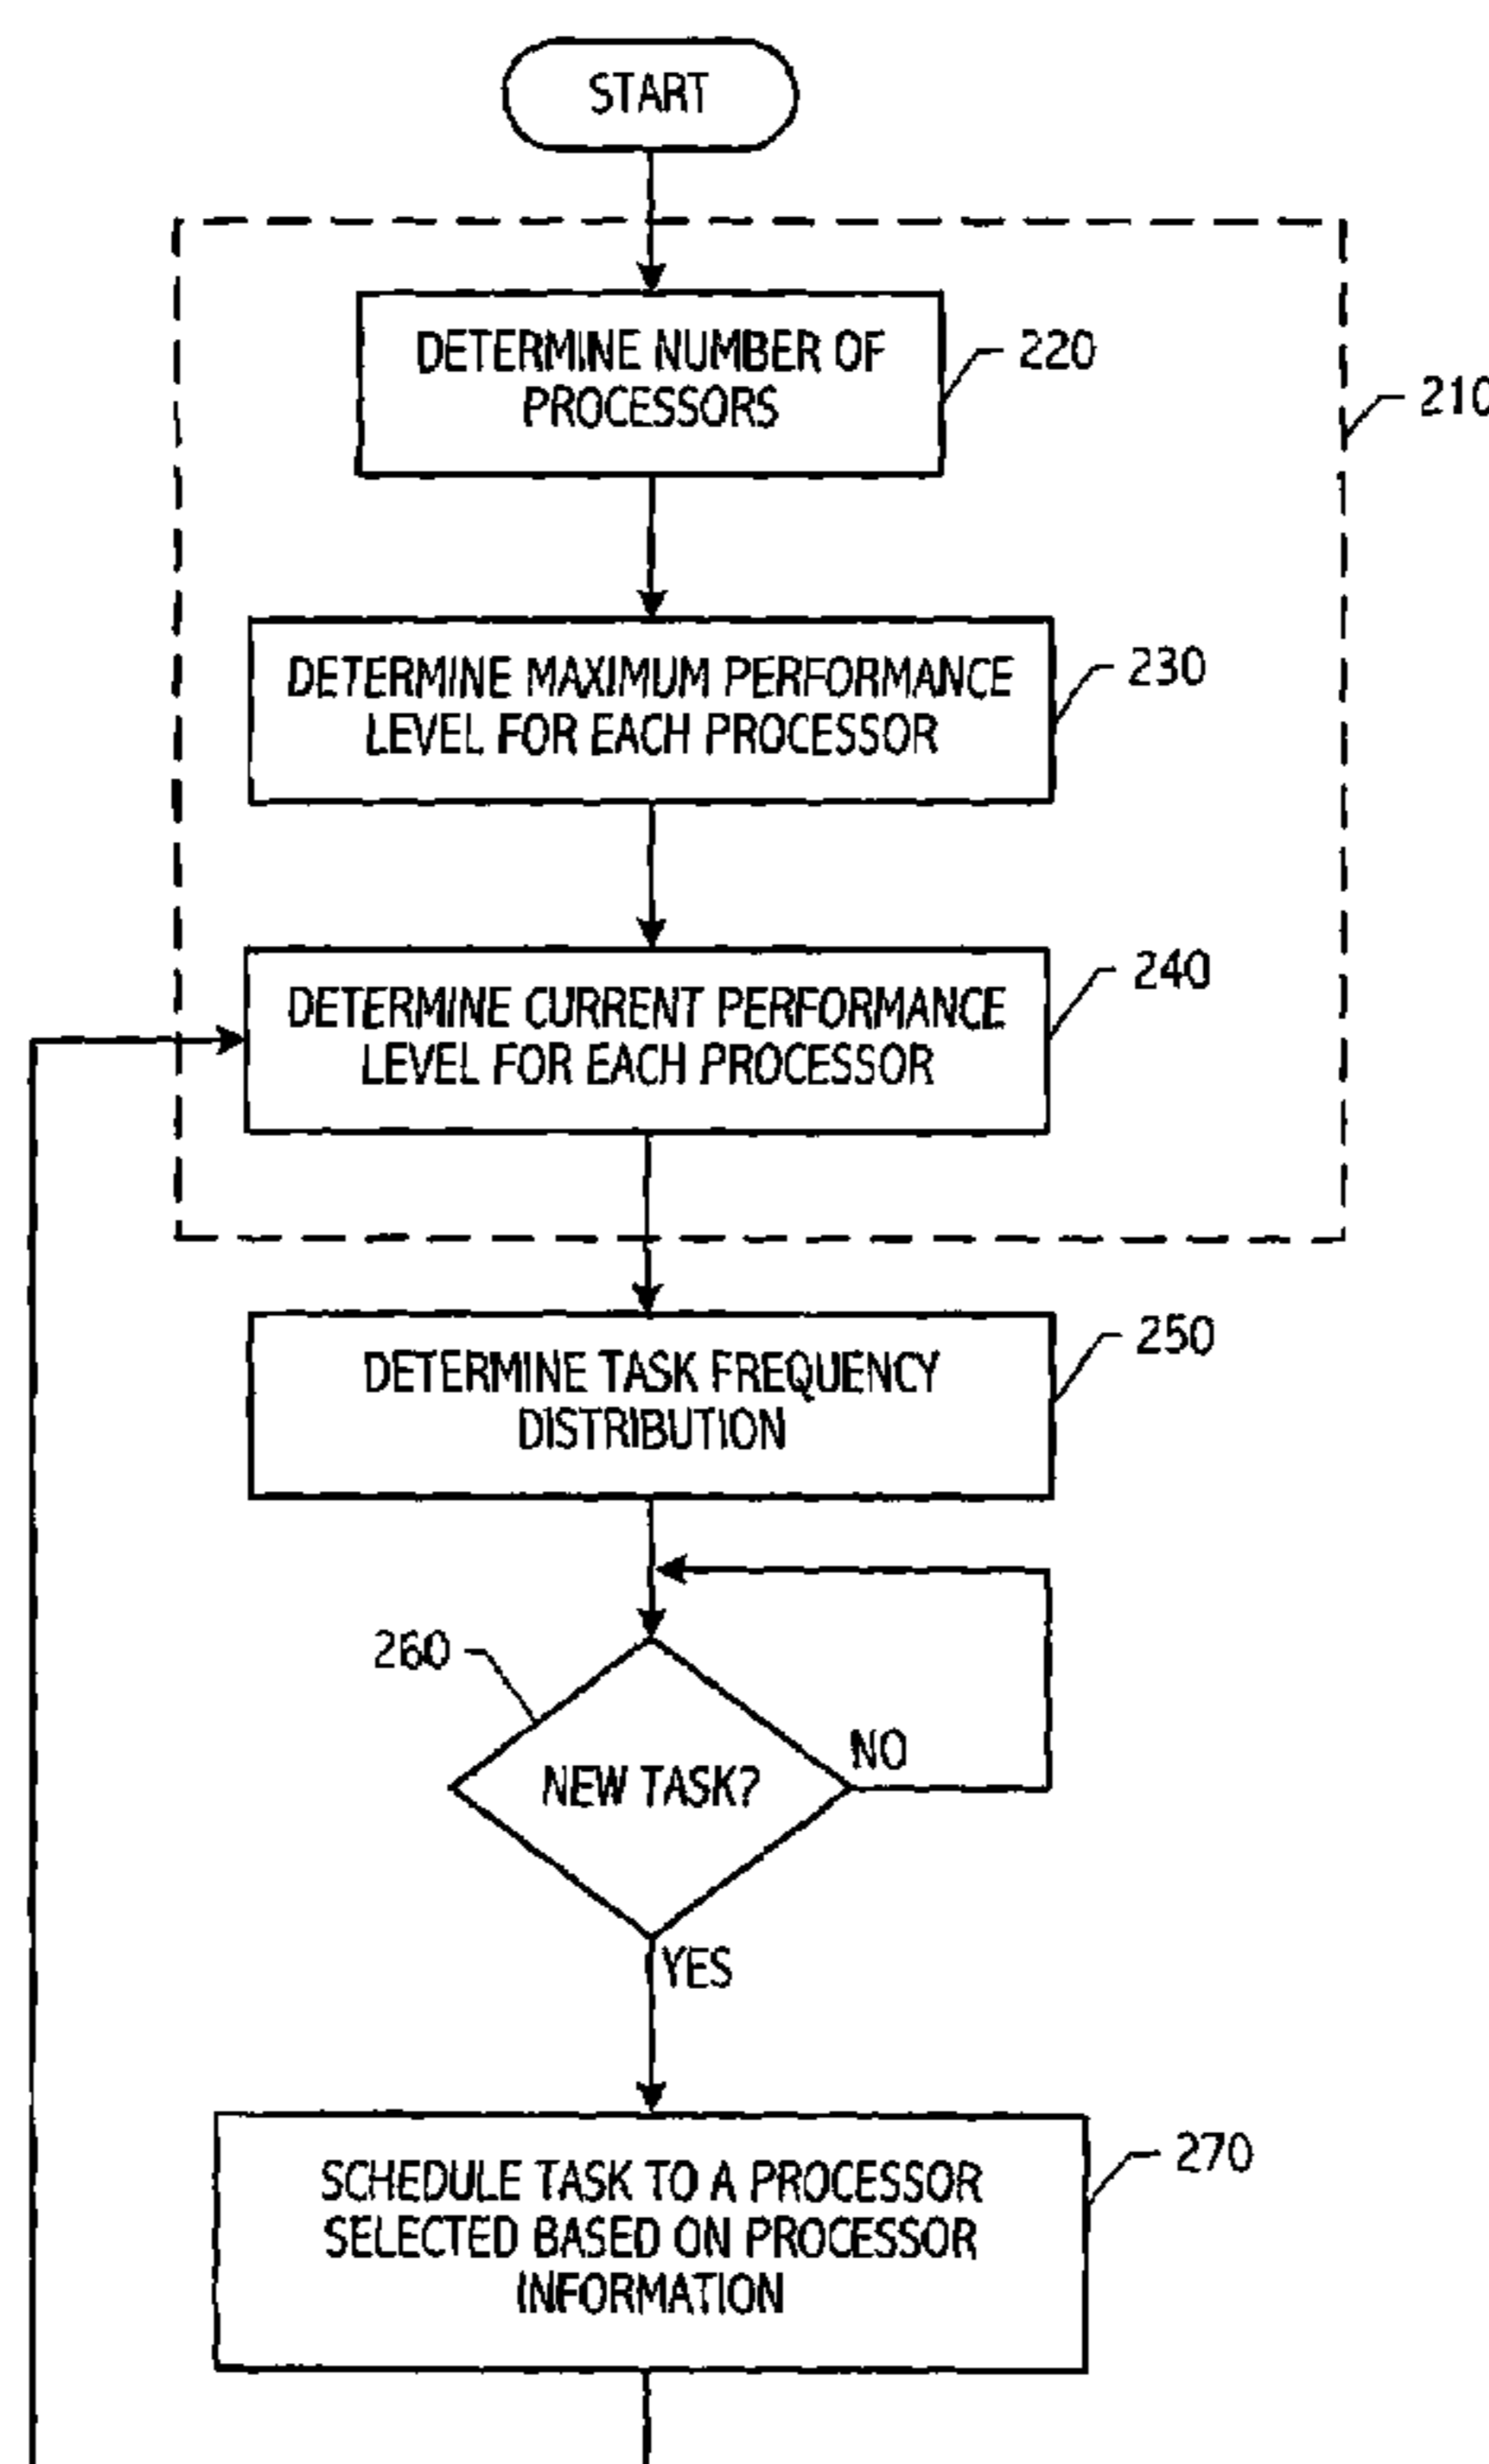 START
DETERMINE NUMBER OF
PROCESSORS
220
210
DETERMINE MAXIMUM PERFORMANCE
LEVEL FOR EACH PROCESSOR
230
DETERMINE CURRENT PERFORMANCE
LEVEL FOR EACH PROCESSOR
240
DETERMINE TASK FREQUENCY
DISTRIBUTION
250
260
NEW TASK?
NO
YES
SCHEDULE TASK TO A PROCESSOR
SELECTED BASED ON PROCESSOR
INFORMATION
270